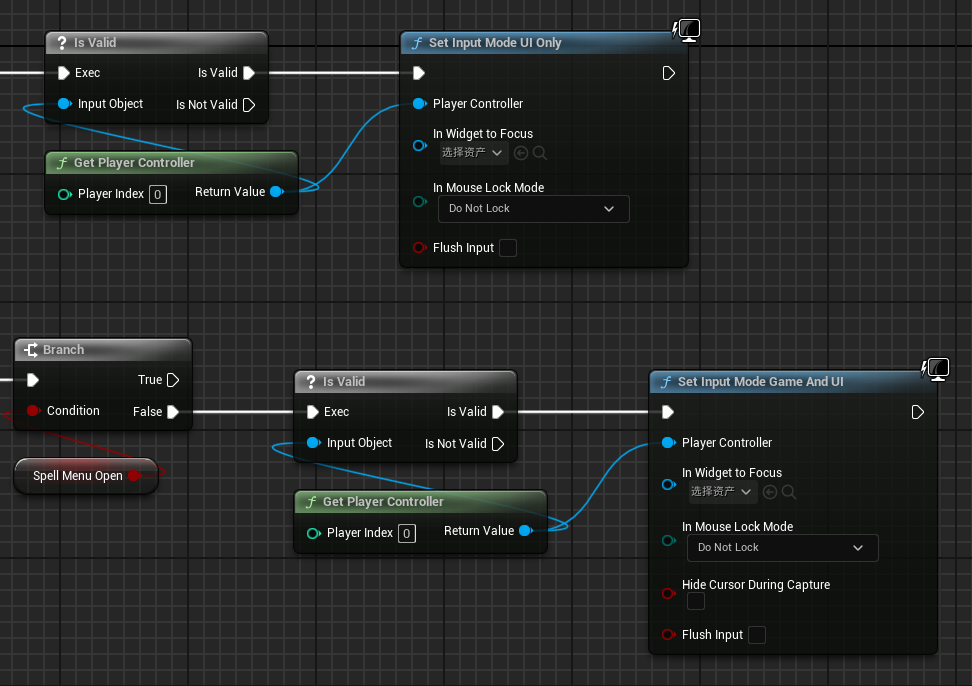 ? Is Valid
Exec
Is Valid
Input Object
Is Not Valid
f Get Player Controller
Player Index 0
Return Value
f Set Input Mode UI Only
Player Controller
In Widget to Focus
选择资产
In Mouse Lock Mode
Do Not Lock
Flush Input
Branch
True
Condition
False
Spell Menu Open
? Is Valid
Exec
Is Valid
Input Object
Is Not Valid
f Get Player Controller
Player Index 0
Return Value
f Set Input Mode Game And UI
Player Controller
In Widget to Focus
选择资产
In Mouse Lock Mode
Do Not Lock
Hide Cursor During Capture
Flush Input